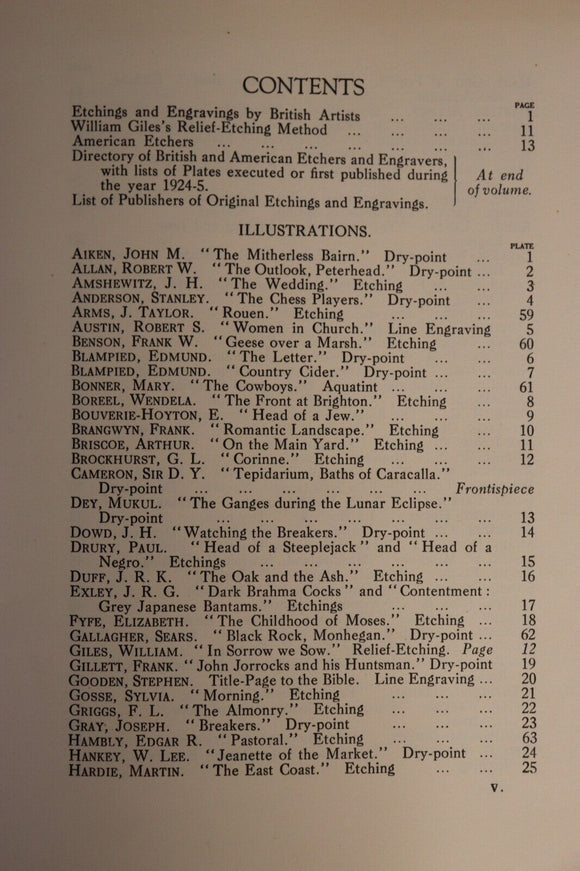 CONTENTS
PAGE
Etchings and Engravings by British Artists ... ... ... 1
William Giles's Relief-Etching Method ... ... ... ... 11
American Etchers ... ... ... ... ... ... ... 13
Directory of British and American Etchers and Engravers,
with lists of Plates executed or first published during
the year 1924-5.
List of Publishers of Original Etchings and Engravings.
At end
of volume.
ILLUSTRATIONS.
PLATE
AIKEN, JOHN M. "The Mitherless Bairn." Dry-point ... 1
ALLAN, ROBERT W. "The Outlook, Peterhead." Dry-point ... 2
AMSHEWITZ, J. H. "The Wedding." Etching ... ... 3
ANDERSON, STANLEY. "The Chess Players." Dry-point ... 4
ARMS, J. TAYLOR. "Rouen." Etching ... ... ... 59
AUSTIN, ROBERT S. "Women in Church." Line Engraving 5
BENSON, FRANK W. "Geese over a Marsh." Etching ... 60
BLAMPIED, EDMUND. "The Letter." Dry-point ... ... 6
BLAMPIED, EDMUND. "Country Cider." Dry-point ... ... 7
BONNER, MARY. "The Cowboys." Aquatint ... ... ... 61
BOREEL, WENDELA. "The Front at Brighton." Etching ... 8
BOUVERIE-HOYTON, E. "Head of a Jew." ... ... ... 9
BRANGWYN, FRANK. "Romantic Landscape." Etching ... 10
BRISCOE, ARTHUR. "On the Main Yard." Etching ... ... 11
BROCKHURST, G. L. "Corinne." Etching ... ... ... 12
CAMERON, SIR D. Y. "Tepidarium, Baths of Caracalla."
Dry-point ... ... ... ... ... ... Frontispiece
DEY, MUKUL. "The Ganges during the Lunar Eclipse."
Dry-point ... ... ... ... ... ... ... 13
DOWD, J. H. "Watching the Breakers." Dry-point ... ... 14
DRURY, PAUL. "Head of a Steeplejack" and "Head of a
Negro." Etchings ... ... ... ... ... ... 15
DUFF, J. R. K. "The Oak and the Ash." Etching ... ... 16
EXLEY, J. R. G. "Dark Brahma Cocks" and "Contentment:
Grey Japanese Bantams." Etchings ... ... ... 17
FYFE, ELIZABETH. "The Childhood of Moses." Etching ... 18
GALLAGHER, SEARS. "Black Rock, Monhegan." Dry-point ... 62
GILES, WILLIAM. "In Sorrow we Sow." Relief-Etching. Page 12
GILLETT, FRANK. "John Jorrocks and his Huntsman." Dry-point 19
GOODEN, STEPHEN. Title-Page to the Bible. Line Engraving ... 20
GOSSE, SYLVIA. "Morning." Etching ... ... ... 21
GRIGGS, F. L. "The Almonry." Etching ... ... ... 22
GRAY, JOSEPH. "Breakers." Dry-point ... ... ... 23
HAMBLY, EDGAR R. "Pastoral." Etching ... ... ... 63
HANKEY, W. LEE. "Jeanette of the Market." Dry-point ... 24
HARDIE, MARTIN. "The East Coast." Etching ... ... 25
V.